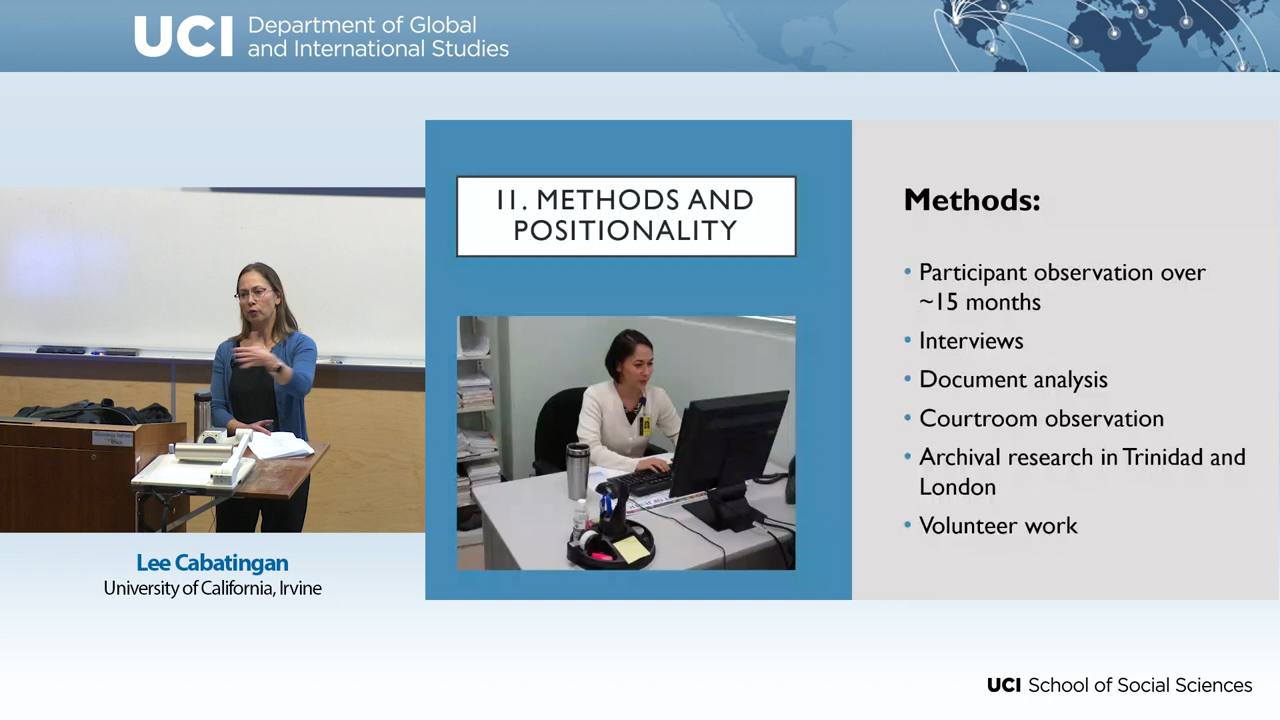 UCI Department of Global
and International Studies
11. METHODS AND
POSITIONALITY
Methods:
• Participant observation over
~15 months
• Interviews
• Document analysis
• Courtroom observation
• Archival research in Trinidad and
London
• Volunteer work
Lee Cabatingan
University of California, Irvine
UCI School of Social Sciences